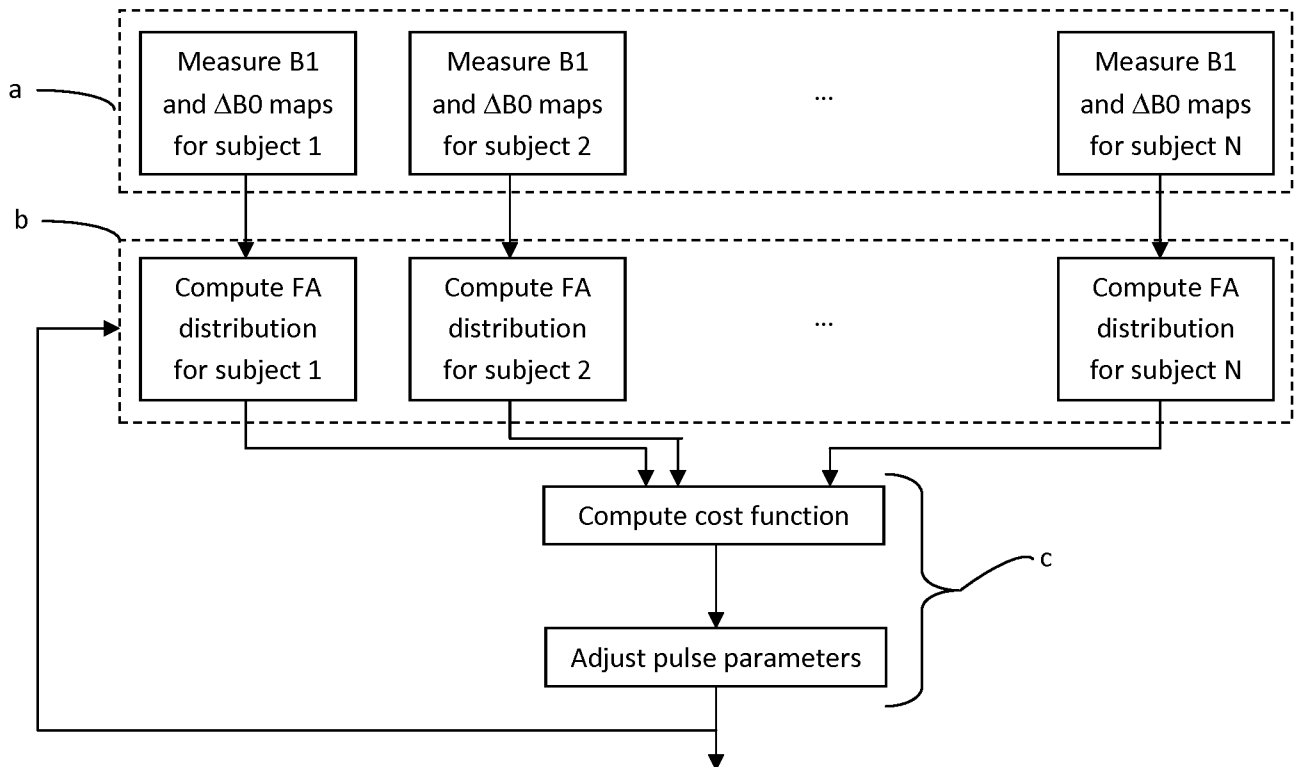 a
Measure B1
and ΔB0 maps
for subject 1
Measure B1
and ΔB0 maps
for subject 2
...
Measure B1
and ΔB0 maps
for subject N
b
Compute FA
distribution
for subject 1
Compute FA
distribution
for subject 2
...
Compute FA
distribution
for subject N
Compute cost function
c
Adjust pulse parameters